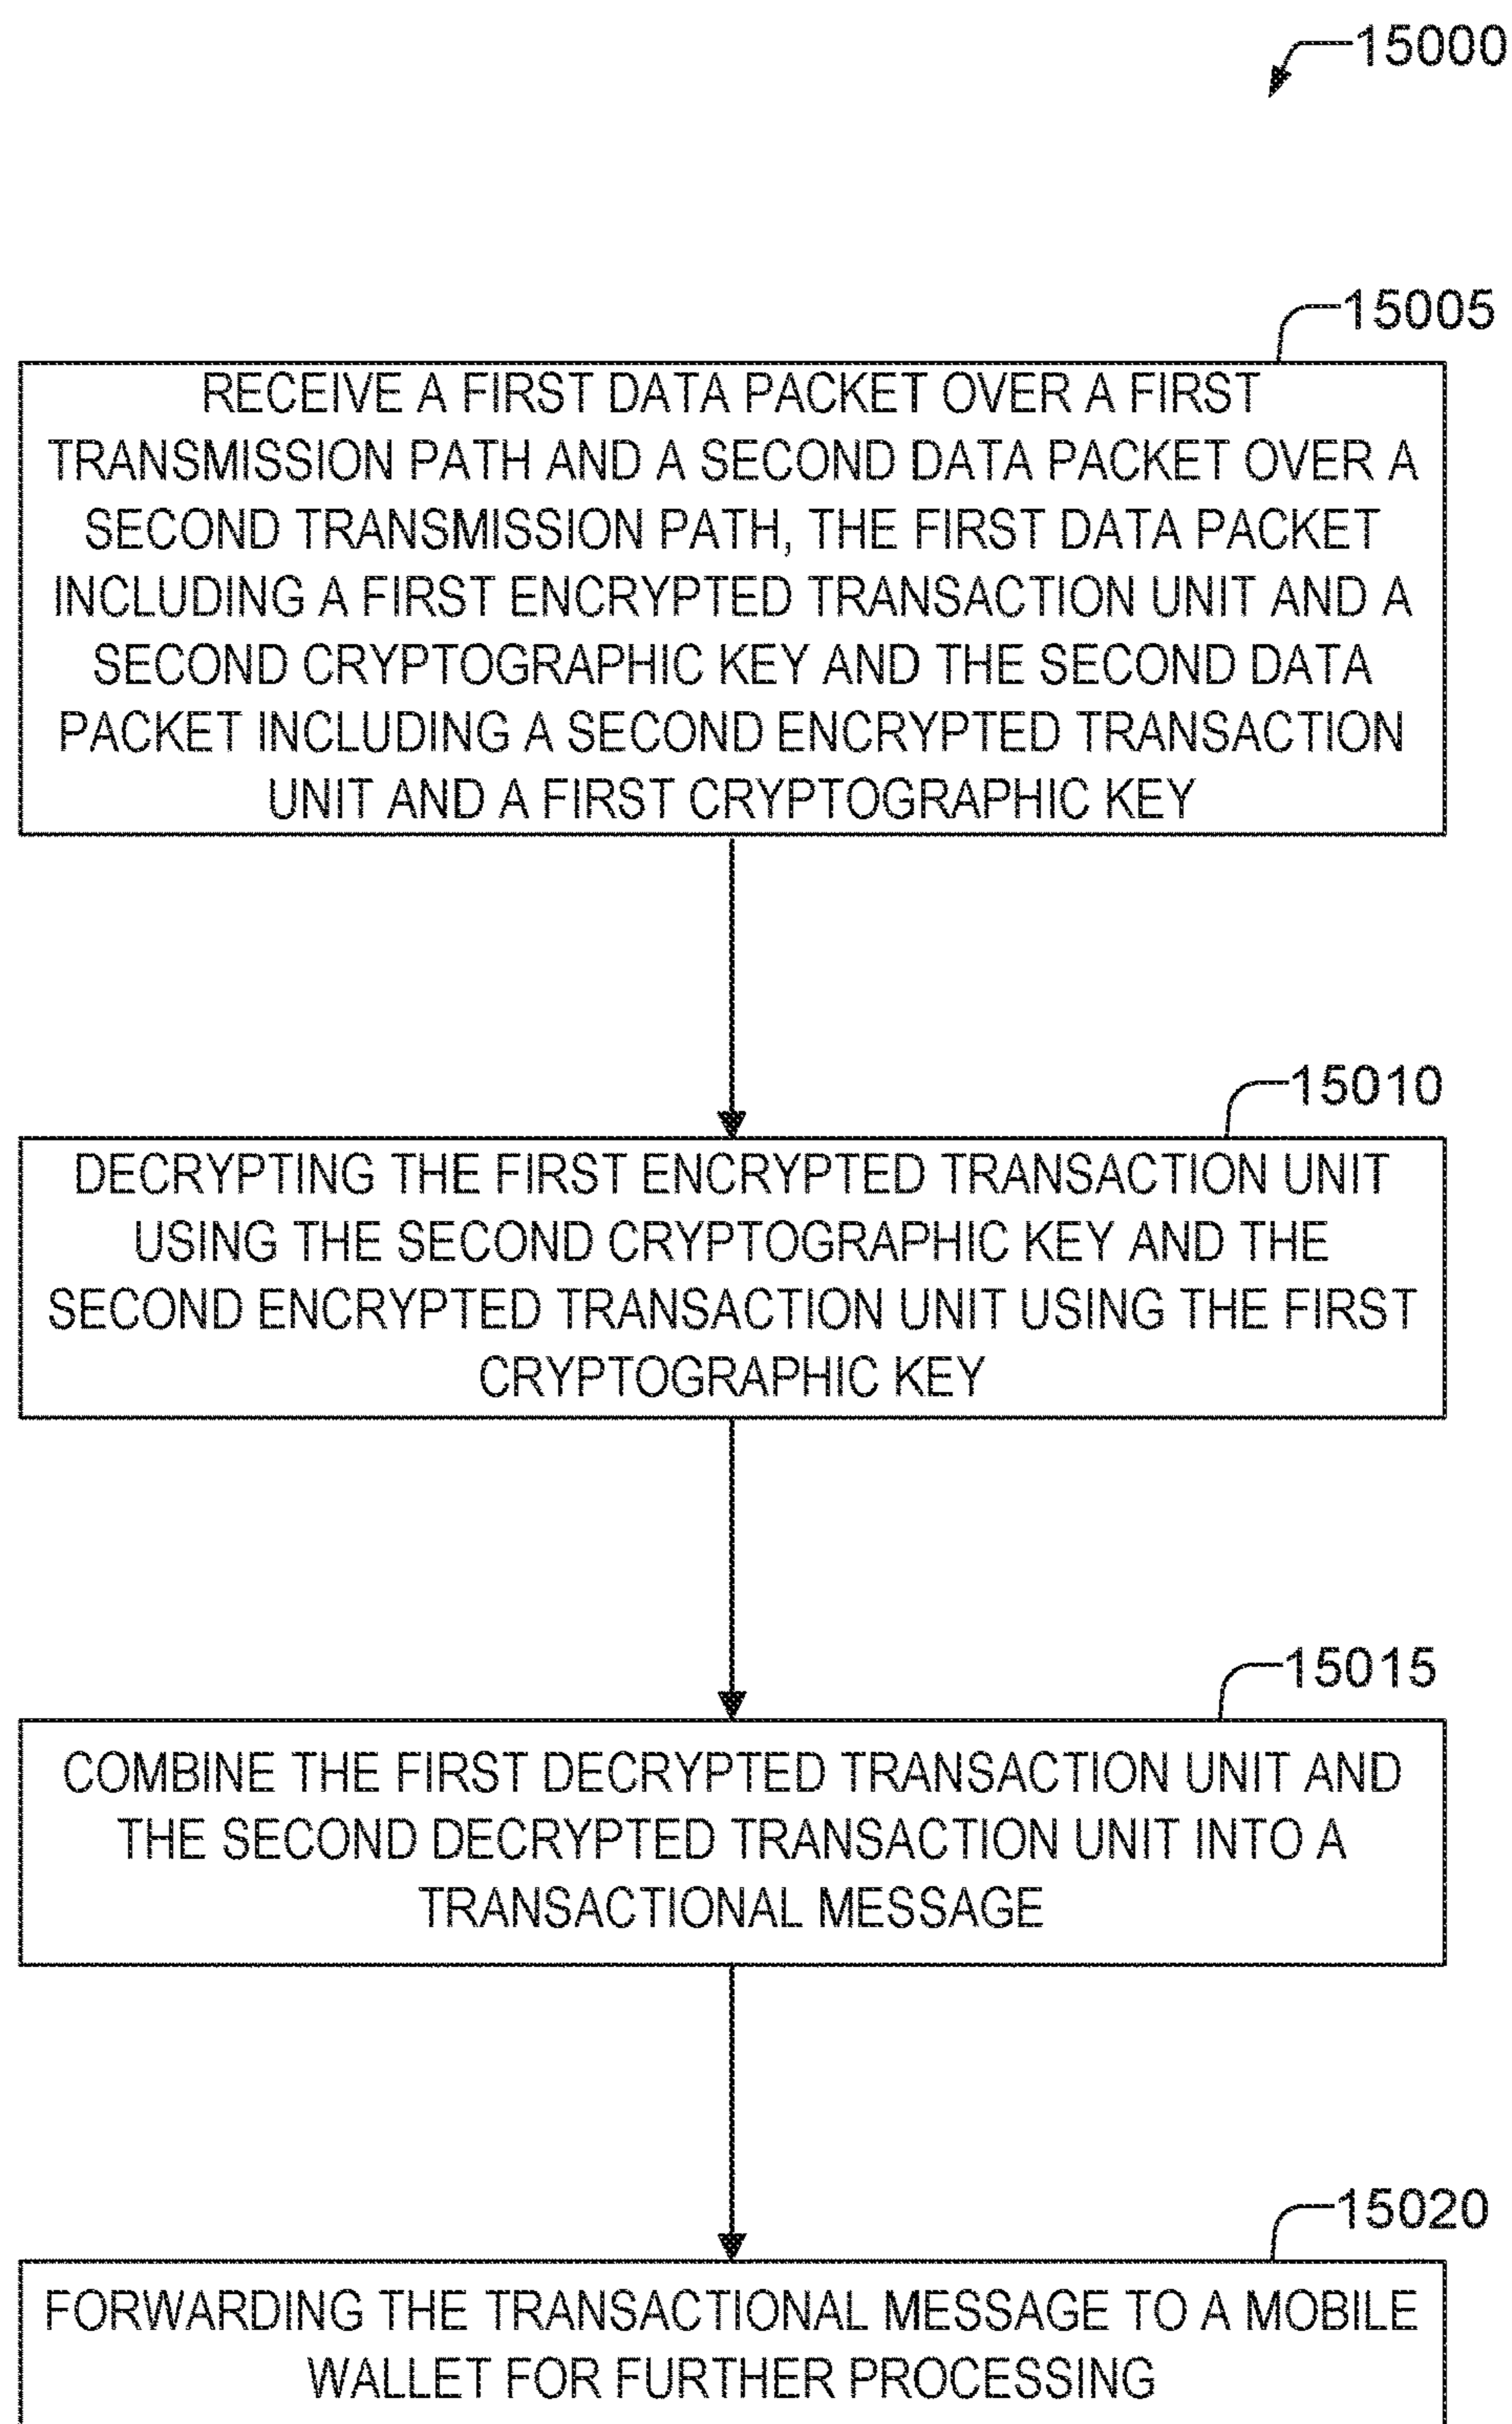 15000
15005
RECEIVE A FIRST DATA PACKET OVER A FIRST
TRANSMISSION PATH AND A SECOND DATA PACKET OVER A
SECOND TRANSMISSION PATH, THE FIRST DATA PACKET
INCLUDING A FIRST ENCRYPTED TRANSACTION UNIT AND A
SECOND CRYPTOGRAPHIC KEY AND THE SECOND DATA
PACKET INCLUDING A SECOND ENCRYPTED TRANSACTION
UNIT AND A FIRST CRYPTOGRAPHIC KEY
15010
DECRYPTING THE FIRST ENCRYPTED TRANSACTION UNIT
USING THE SECOND CRYPTOGRAPHIC KEY AND THE
SECOND ENCRYPTED TRANSACTION UNIT USING THE FIRST
CRYPTOGRAPHIC KEY
15015
COMBINE THE FIRST DECRYPTED TRANSACTION UNIT AND
THE SECOND DECRYPTED TRANSACTION UNIT INTO A
TRANSACTIONAL MESSAGE
15020
FORWARDING THE TRANSACTIONAL MESSAGE TO A MOBILE
WALLET FOR FURTHER PROCESSING